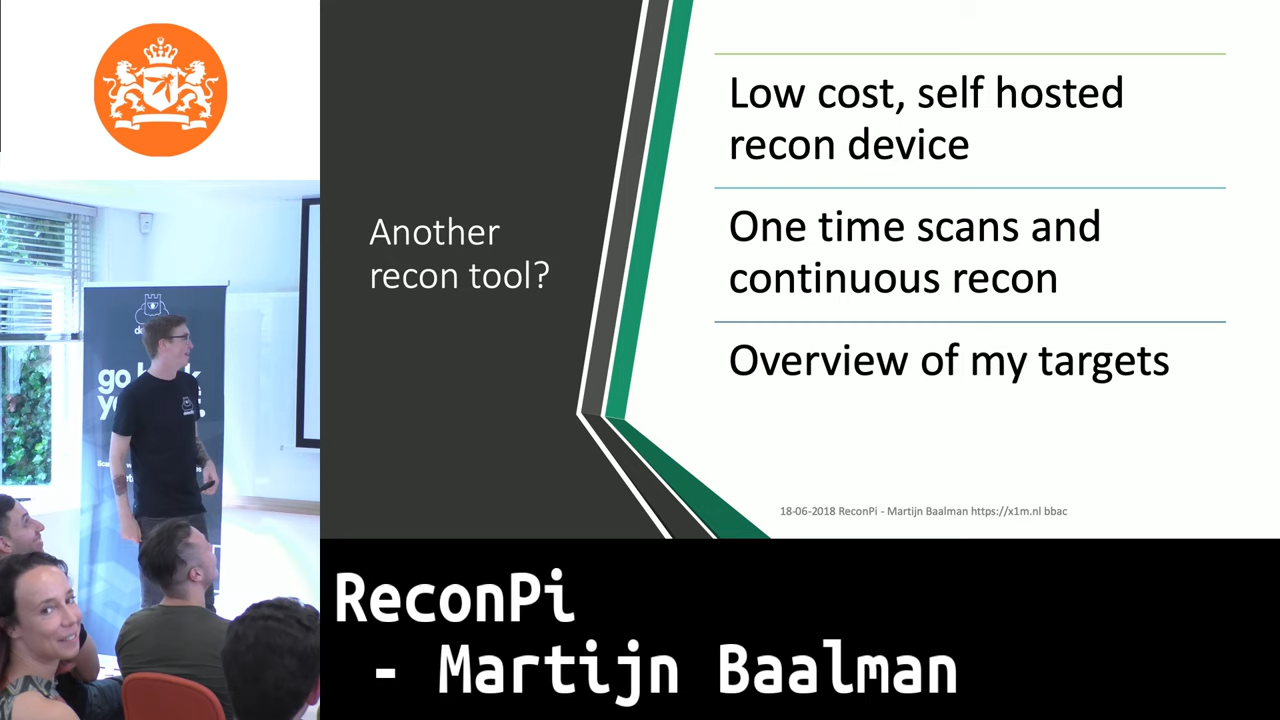 Another
recon tool?
Low cost, self hosted
recon device
One time scans and
continuous recon
Overview of my targets
18-06-2018 ReconPi - Martijn Baalman https://x1m.nl bbac
ReconPi
- Martijn Baalman